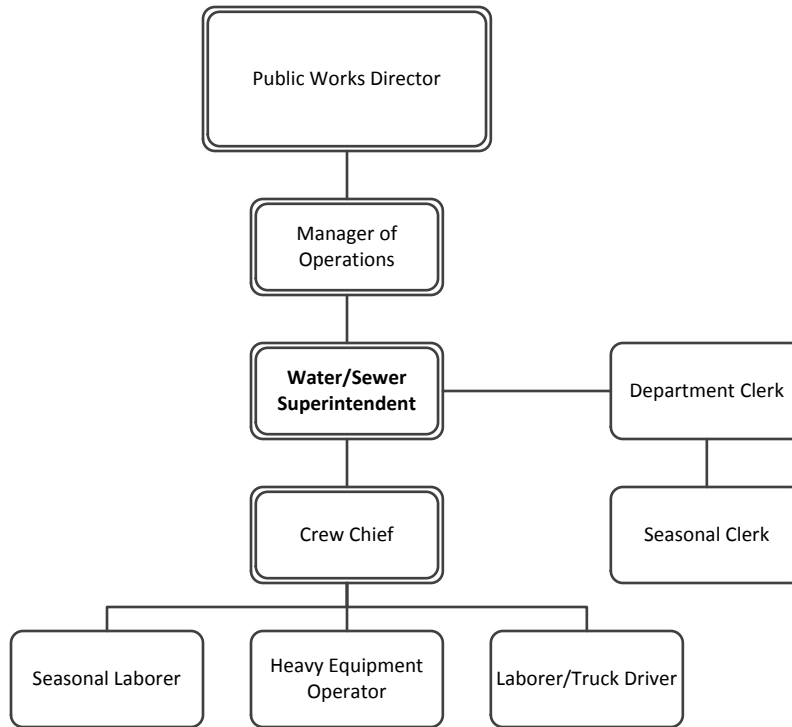 Public Works Director
Manager of
Operations
Water/Sewer
Superintendent
Department Clerk
Crew Chief
Seasonal Clerk
Seasonal Laborer
Heavy Equipment
Operator
Laborer/Truck Driver